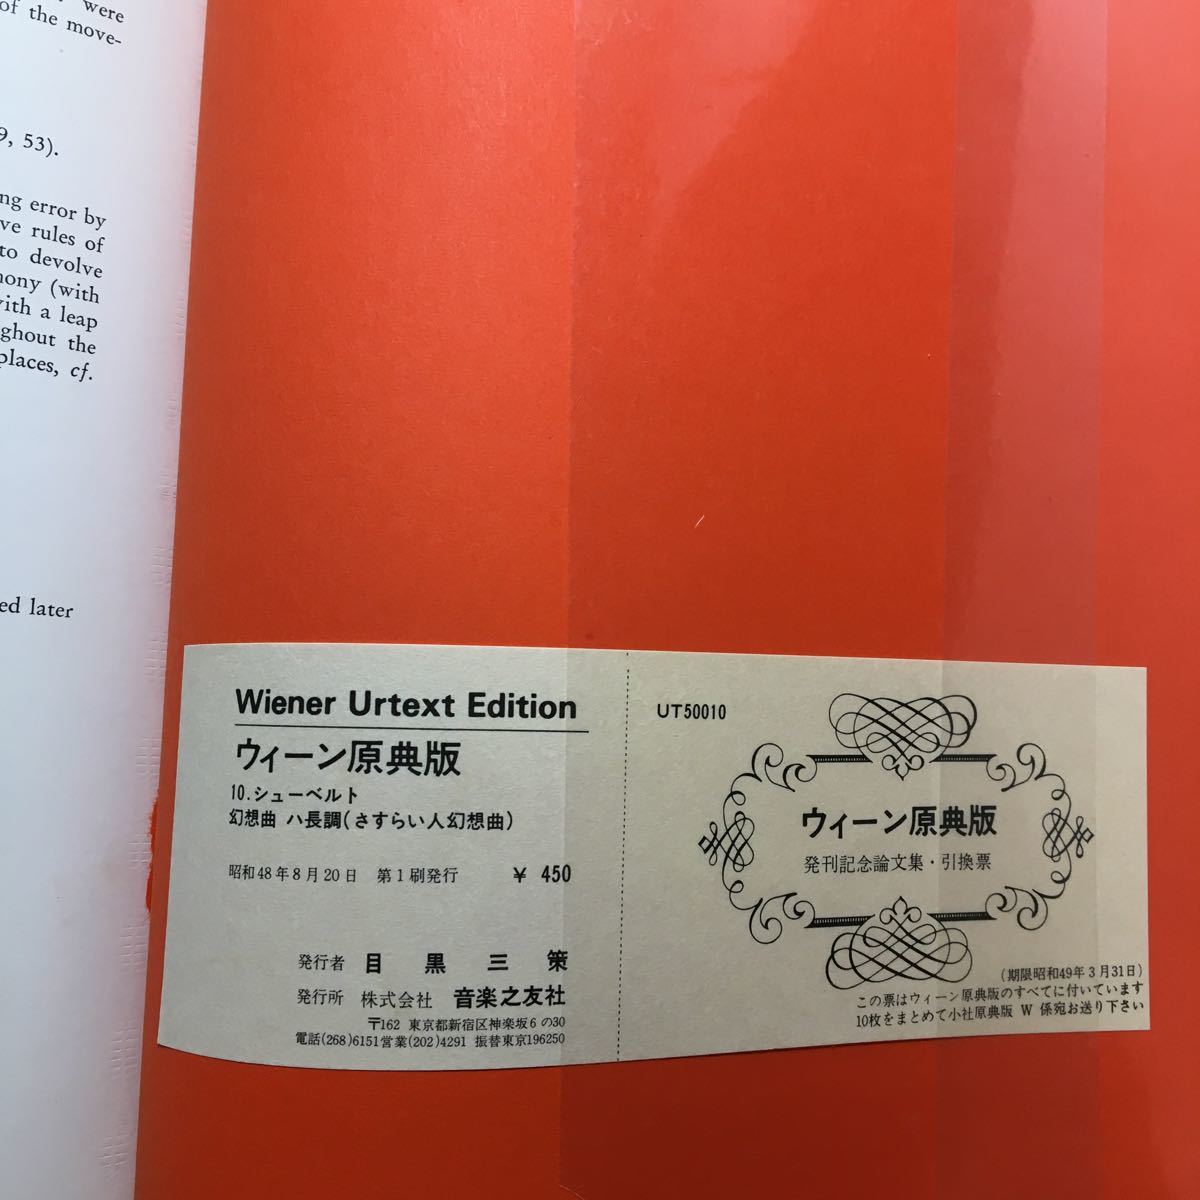 were
of the move-
9, 53).
ng error by
ve rules of
to devolve
mony (with
with a leap
ghout the
places, cf.
ed later
Wiener Urtext Edition
ウィーン原典版
10.シューベルト
幻想曲 ハ長調(さすらい人幻想曲)
昭和48年8月20日 第1刷発行 ¥ 450
発行者 目黒三策
発行所 株式会社 音楽之友社
〒162 東京都新宿区神楽坂6の30
電話(268)6151営業(202)4291 振替東京196250
UT50010
ウィーン原典版
発刊記念論文集・引換票
(期限昭和49年3月31日)
この票はウィーン原典版のすべてに付いています
10枚をまとめて小社原典版 W 係宛お送り下さい